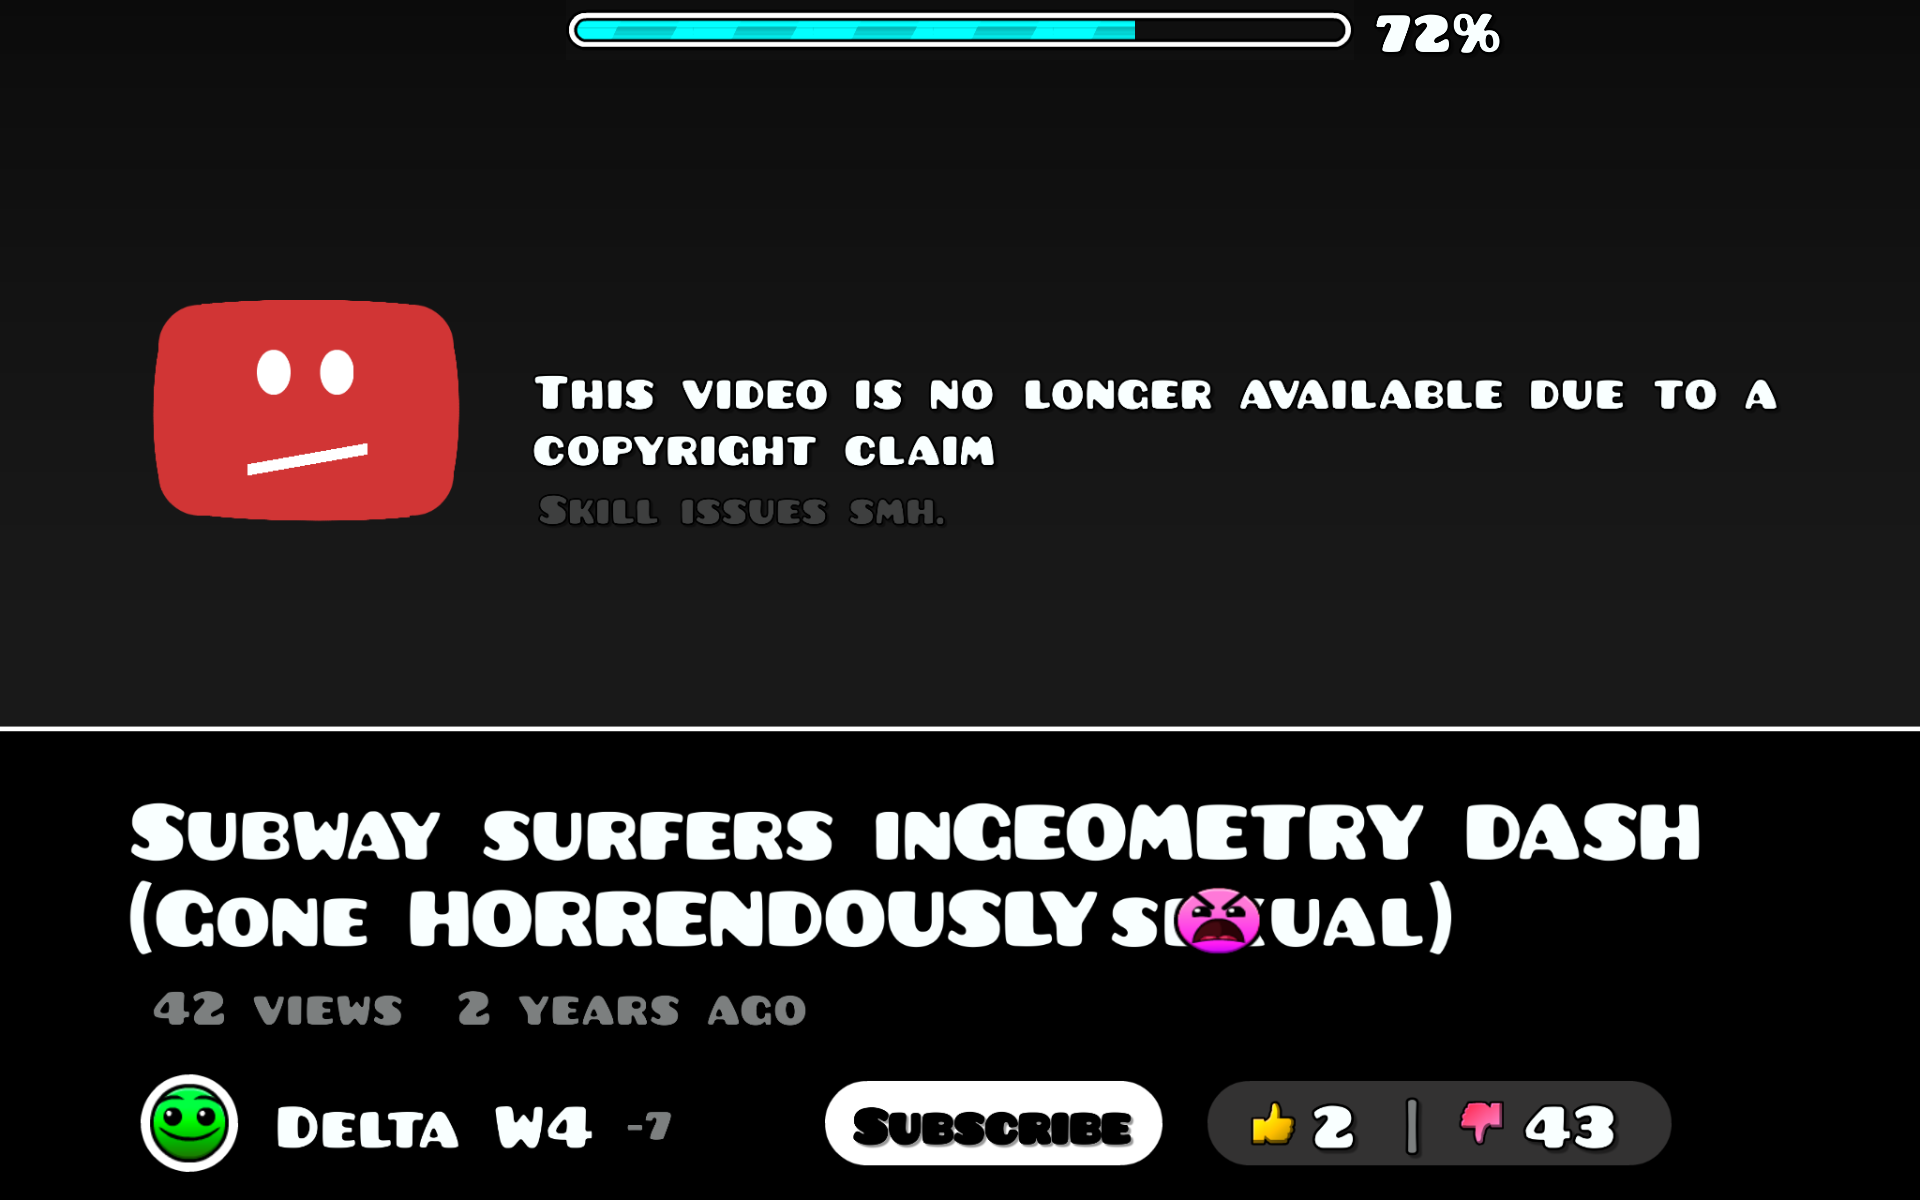 72%
This video is no longer available due to a
copyright claim
Skill issues smh.
Subway surfers inGEOMETRY DASH
(Gone HORRENDOUSLY
42 views 2 years ago
Delta W4 -7
Subscribe
2 | 43